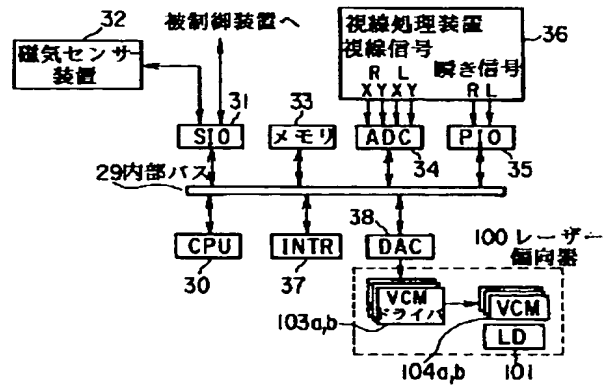 32
磁気センサー
装置
被制御装置へ
視線処理装置
視線信号
R L
X Y X Y
瞬き信号
R L
36
31
SIO
33
メモリ
ADC
34
PIO
35
29内部バス
CPU
30
INTR
37
38
DAC
100 レーザー
偏向器
VCM
ドライバ
103a,b
VCM
104a,b
LD
101